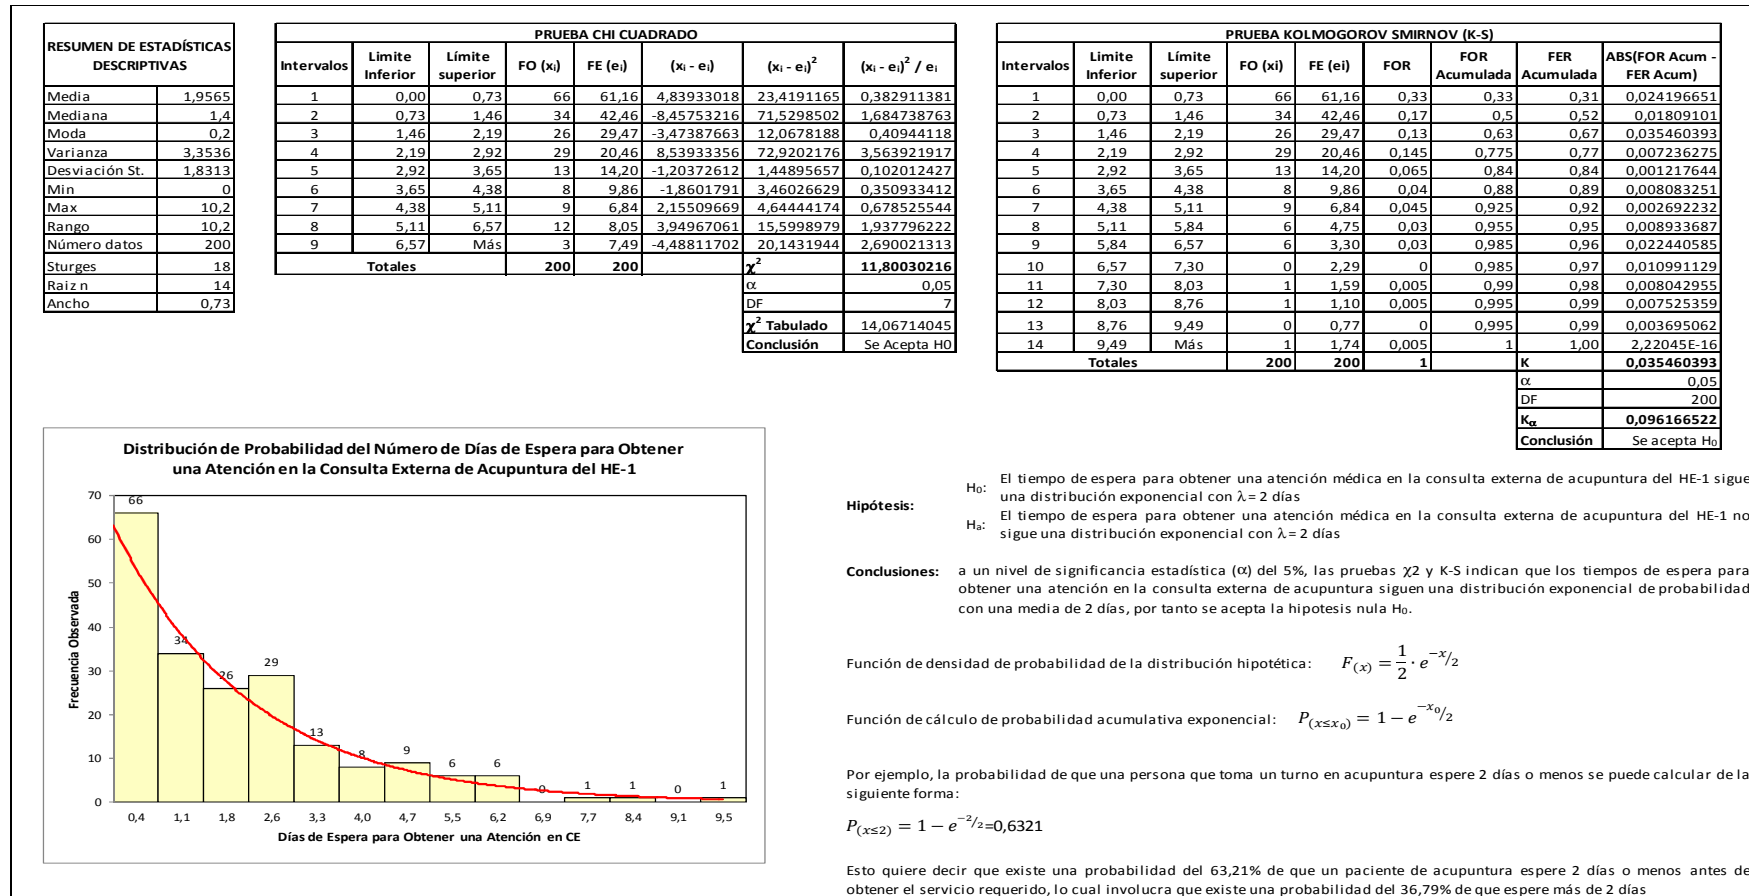 RESUMEN DE ESTADÍSTICAS DESCRIPTIVAS
Media 1,9565
Mediana 1,4
Moda 0,2
Varianza 3,3536
Desviación St. 1,8313
Min 0
Max 10,2
Rango 10,2
Número datos 200
Sturges 18
Raiz n 14
Ancho 0,73
PRUEBA CHI CUADRADO
Intervalos Limite Inferior Límite superior FO (xᵢ) FE (eᵢ) (xᵢ - eᵢ) (xᵢ - eᵢ)² (xᵢ - eᵢ)² / eᵢ
1 0,00 0,73 66 61,16 4,83933018 23,4191165 0,382911381
2 0,73 1,46 34 42,46 -8,45753216 71,5298502 1,684738763
3 1,46 2,19 26 29,47 -3,47387663 12,0678188 0,40944118
4 2,19 2,92 29 20,46 8,53933356 72,9202176 3,563921917
5 2,92 3,65 13 14,20 -1,20372612 1,44895657 0,102012427
6 3,65 4,38 8 9,86 -1,8601791 3,46026629 0,350933412
7 4,38 5,11 9 6,84 2,15509669 4,64444174 0,678525544
8 5,11 6,57 12 8,05 3,94967061 15,5998979 1,937796222
9 6,57 Más 3 7,49 -4,48811702 20,1431944 2,690021313
Totales 200 200 χ² 11,80030216
α 0,05
DF 7
χ² Tabulado 14,06714045
Conclusión Se Acepta H0
PRUEBA KOLMOGOROV SMIRNOV (K-S)
Intervalos Limite Inferior Límite superior FO (xi) FE (ei) FOR FOR Acumulada FER Acumulada ABS(FOR Acum - FER Acum)
1 0,00 0,73 66 61,16 0,33 0,33 0,31 0,024196651
2 0,73 1,46 34 42,46 0,17 0,5 0,52 0,01809101
3 1,46 2,19 26 29,47 0,13 0,63 0,67 0,035460393
4 2,19 2,92 29 20,46 0,145 0,775 0,77 0,007236275
5 2,92 3,65 13 14,20 0,065 0,84 0,84 0,001217644
6 3,65 4,38 8 9,86 0,04 0,88 0,89 0,008083251
7 4,38 5,11 9 6,84 0,045 0,925 0,92 0,002692232
8 5,11 5,84 6 4,75 0,03 0,955 0,95 0,008933687
9 5,84 6,57 6 3,30 0,03 0,985 0,96 0,022440585
10 6,57 7,30 0 2,29 0 0,985 0,97 0,010991129
11 7,30 8,03 1 1,59 0,005 0,99 0,98 0,008042955
12 8,03 8,76 1 1,10 0,005 0,995 0,99 0,007525359
13 8,76 9,49 0 0,77 0 0,995 0,99 0,003695062
14 9,49 Más 1 1,74 0,005 1 1,00 2,22045E-16
Totales 200 200 1 K 0,035460393
α 0,05
DF 200
Kα 0,096166522
Conclusión Se acepta H₀
Distribución de Probabilidad del Número de Días de Espera para Obtener
una Atención en la Consulta Externa de Acupuntura del HE-1
Frecuencia Observada
70
60
50
40
30
20
10
0
66 34 26 29 13 8 9 6 6 0 1 1 0 1
0,4 1,1 1,8 2,6 3,3 4,0 4,7 5,5 6,2 6,9 7,7 8,4 9,1 9,5
Días de Espera para Obtener una Atención en CE
Hipótesis:
H₀: El tiempo de espera para obtener una atención médica en la consulta externa de acupuntura del HE-1 sigue
una distribución exponencial con λ = 2 días
Hₐ: El tiempo de espera para obtener una atención médica en la consulta externa de acupuntura del HE-1 no
sigue una distribución exponencial con λ = 2 días
Conclusiones: a un nivel de significancia estadística (α) del 5%, las pruebas χ2 y K-S indican que los tiempos de espera para
obtener una atención en la consulta externa de acupuntura siguen una distribución exponencial de probabilidad
con una media de 2 días, por tanto se acepta la hipotesis nula H₀.
Función de densidad de probabilidad de la distribución hipotética: F₍ₓ₎ = 1/2 · e^(-x/2)
Función de cálculo de probabilidad acumulativa exponencial: P(x≤x₀) = 1 − e^(-x₀/2)
Por ejemplo, la probabilidad de que una persona que toma un turno en acupuntura espere 2 días o menos se puede calcular de la
siguiente forma:
P(x≤2) = 1 − e^(-2/2)=0,6321
Esto quiere decir que existe una probabilidad del 63,21% de que un paciente de acupuntura espere 2 días o menos antes de
obtener el servicio requerido, lo cual involucra que existe una probabilidad del 36,79% de que espere más de 2 días